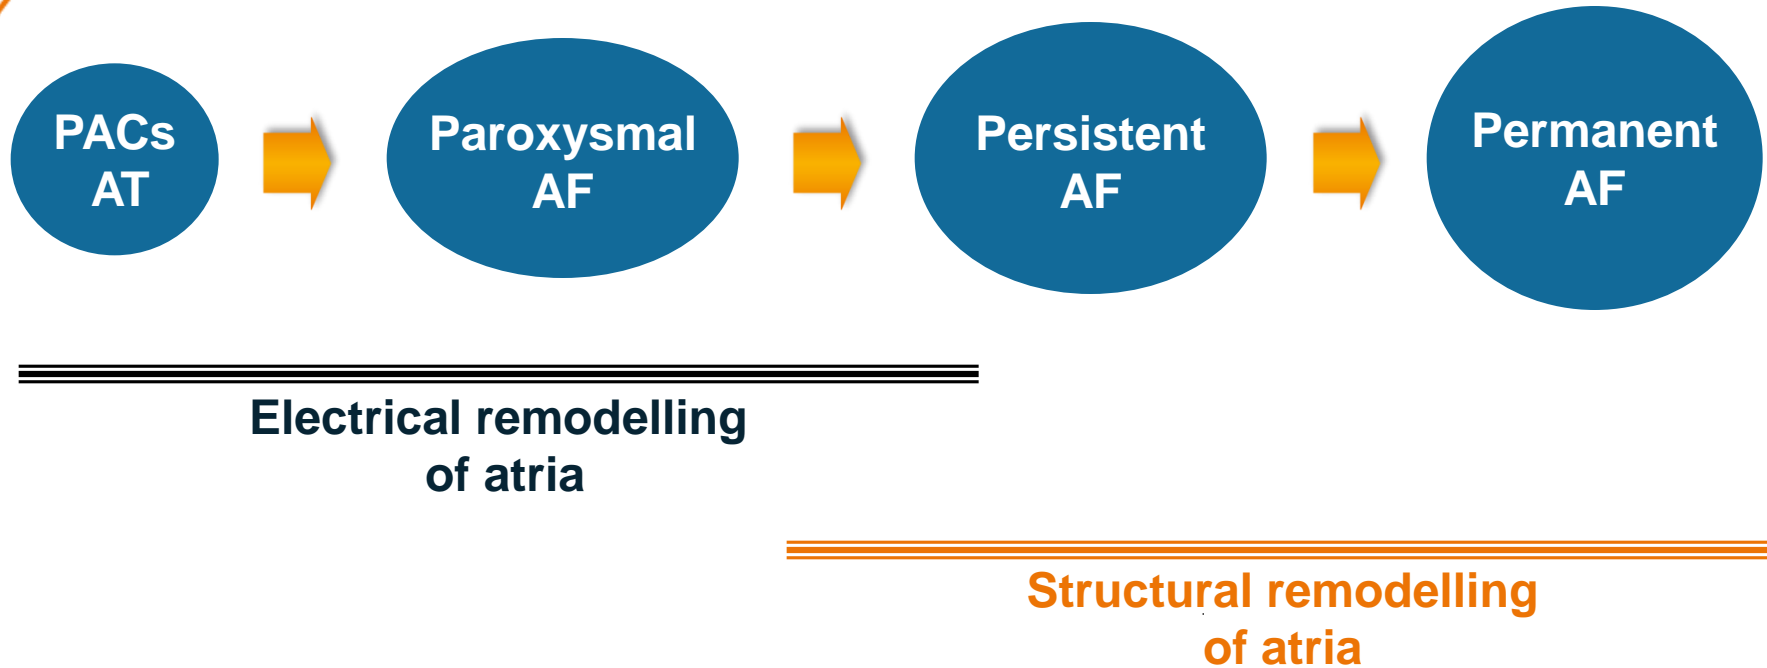 PACs
AT
Paroxysmal
AF
Persistent
AF
Permanent
AF
Electrical remodelling
of atria
Structural remodelling
of atria